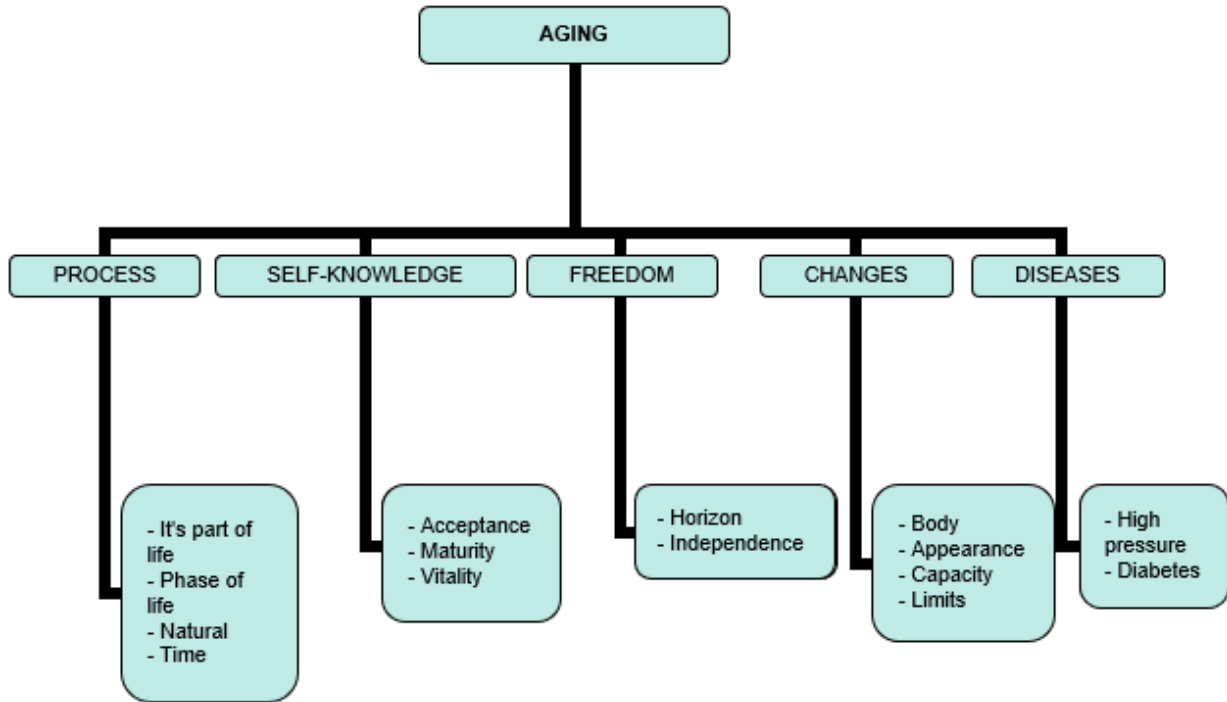 AGING
PROCESS
SELF-KNOWLEDGE
FREEDOM
CHANGES
DISEASES
- It's part of
life
- Phase of
life
- Natural
- Time
- Acceptance
- Maturity
- Vitality
- Horizon
- Independence
- Body
- Appearance
- Capacity
- Limits
- High
pressure
- Diabetes